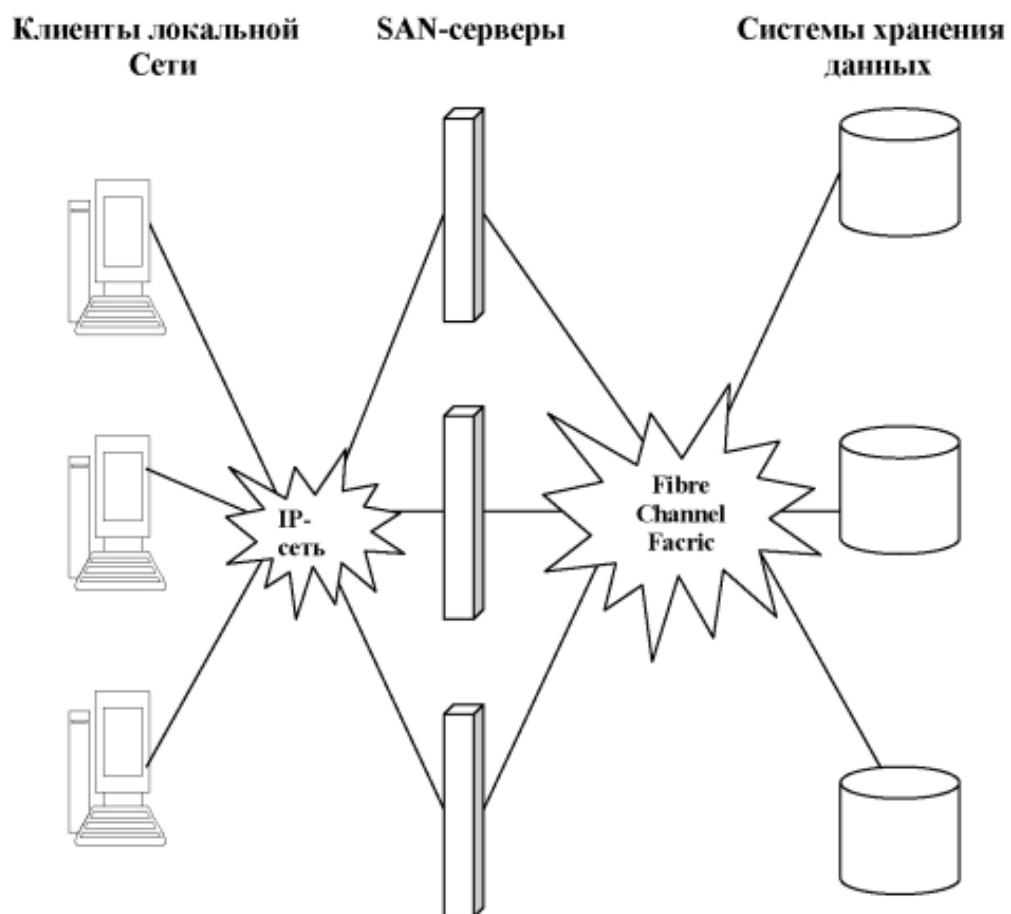 Клиенты локальной
Сети
SAN-серверы
Системы хранения
данных
IP-
сеть
Fibre
Channel
Facric